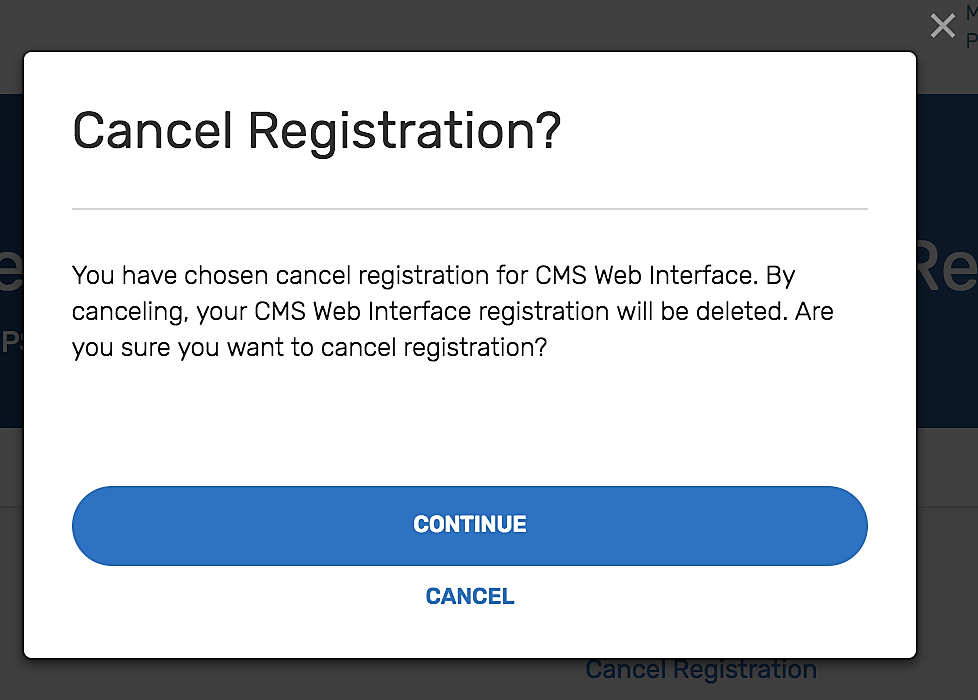 Cancel Registration?
You have chosen cancel registration for CMS Web Interface. By
canceling, your CMS Web Interface registration will be deleted. Are
you sure you want to cancel registration?
CONTINUE
CANCEL
Cancel Registration